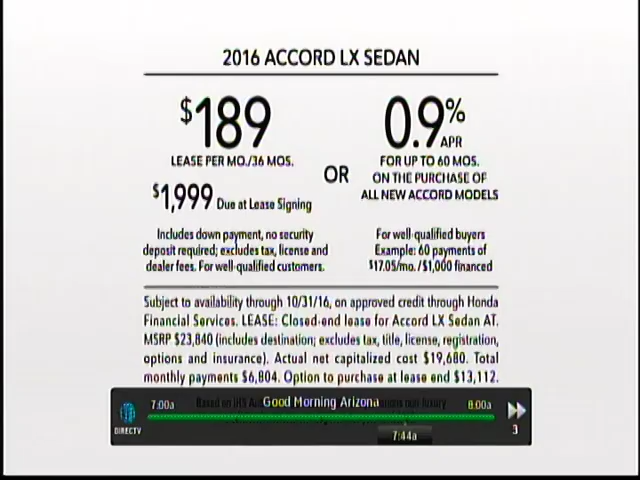 2016 ACCORD LX SEDAN
$189
LEASE PER MO./36 MOS.
$1,999 Due at Lease Signing
Includes down payment, no security
deposit required; excludes tax, license and
dealer fees. For well-qualified customers.
OR
0.9% APR
FOR UP TO 60 MOS.
ON THE PURCHASE OF
ALL NEW ACCORD MODELS
For well-qualified buyers
Example: 60 payments of
$17.05/mo./$1,000 financed
Subject to availability through 10/31/16, on approved credit through Honda
Financial Services. LEASE: Closed-end lease for Accord LX Sedan AT.
MSRP $23,840 (includes destination; excludes tax, title, license, registration,
options and insurance). Actual net capitalized cost $19,680. Total
monthly payments $6,804. Option to purchase at lease end $13,112.
DIRECTV
7:00a Good Morning Arizona 8:00a
7:44a
3